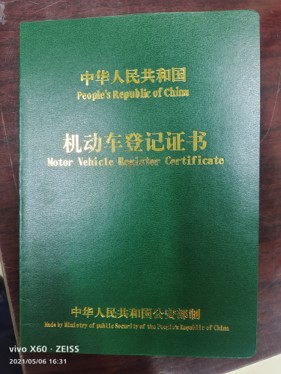 中华人民共和国
People's Republic of China
机动车登记证书
Motor Vehicle Register Certificate
中华人民共和国公安部制
Made by Ministry of public Security of the People's Republic of China
vivo X60 · ZEISS
2021/05/06 16:31